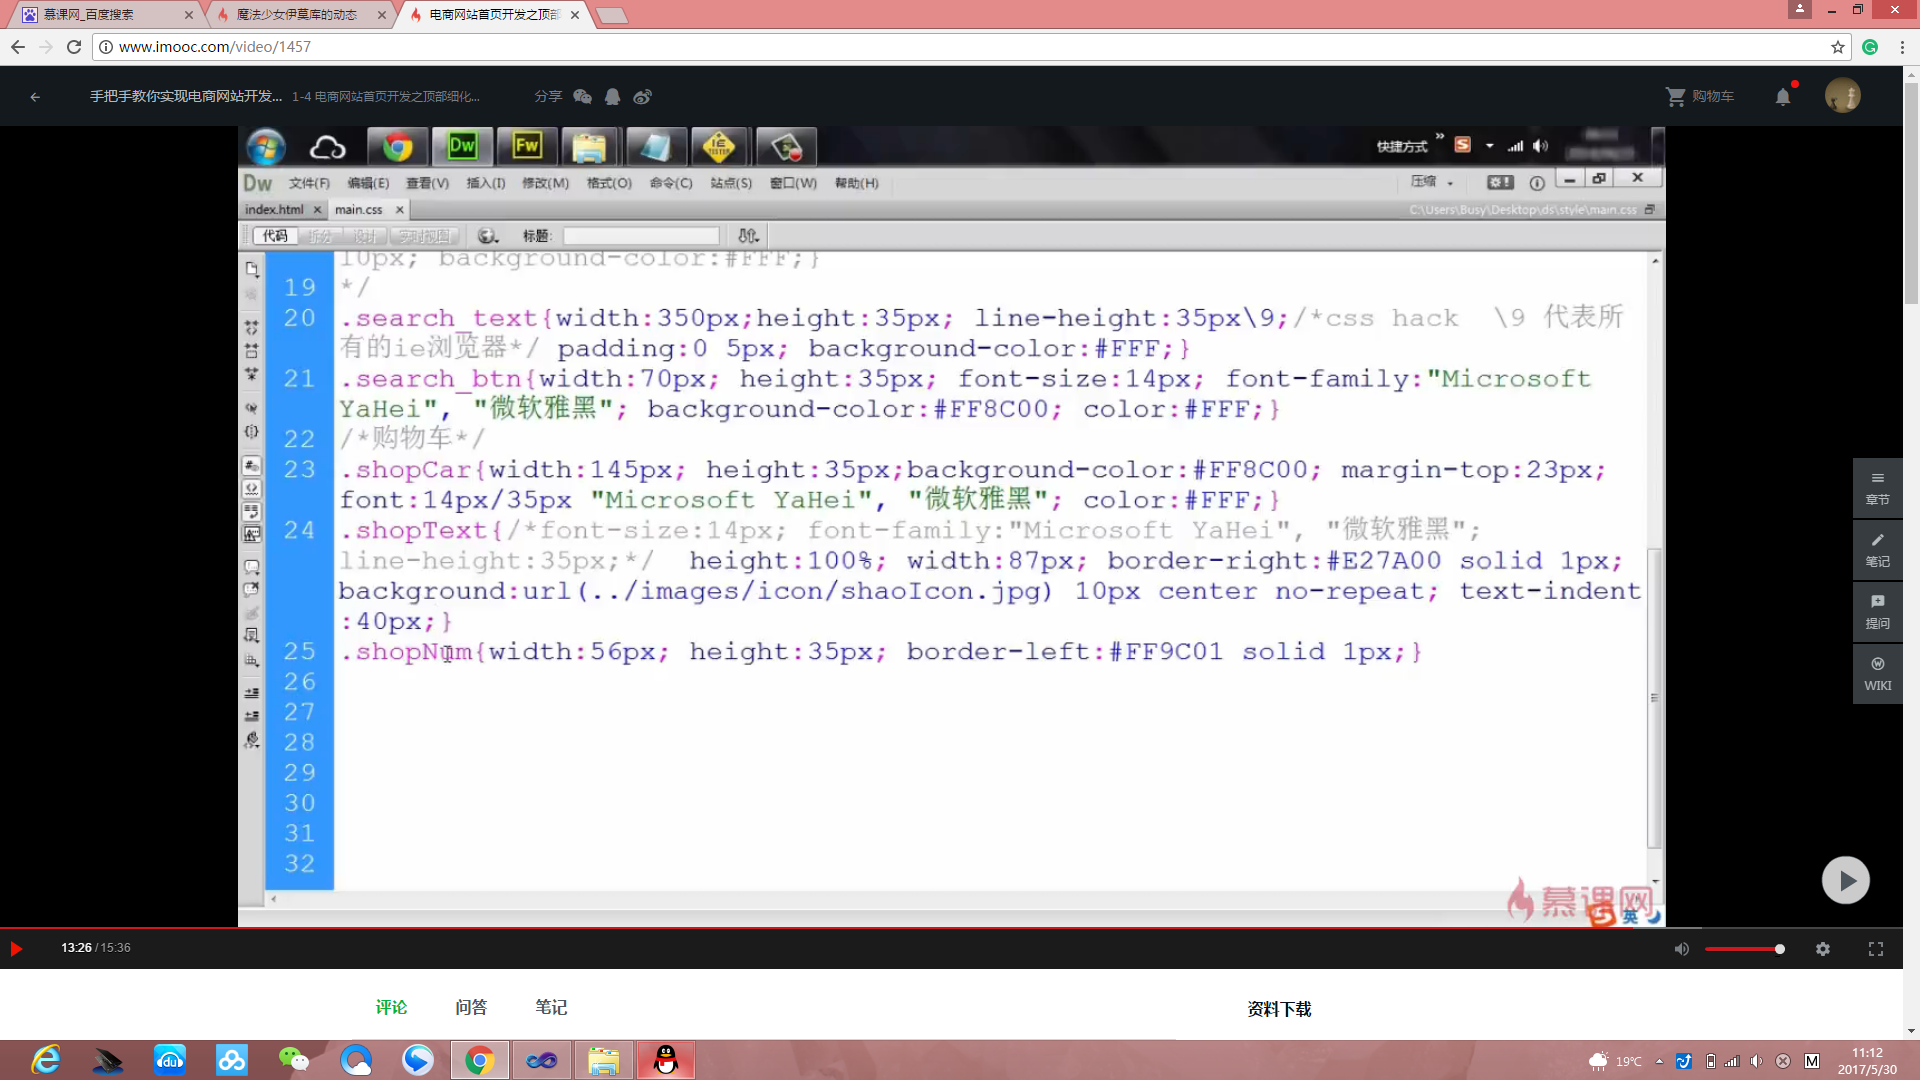 慕课网_百度搜索
魔法少女伊莫库的动态
电商网站首页开发之顶部
www.imooc.com/video/1457
手把手教你实现电商网站开发... 1-4 电商网站首页开发之顶部细化...
分享
购物车
快捷方式
Dw 文件(F) 编辑(E) 查看(V) 插入(I) 修改(M) 格式(O) 命令(C) 站点(S) 窗口(W) 帮助(H)
压缩
index.html
main.css
C:\Users\Busy\Desktop\ds\style\main.css
代码 拆分 设计 实时视图 标题:
10px; background-color:#FFF;}
19 */
20 .search_text{width:350px;height:35px; line-height:35px\9;/*css hack \9 代表所
有的ie浏览器*/ padding:0 5px; background-color:#FFF;}
21 .search_btn{width:70px; height:35px; font-size:14px; font-family:"Microsoft
YaHei", "微软雅黑"; background-color:#FF8C00; color:#FFF;}
22 /*购物车*/
23 .shopCar{width:145px; height:35px;background-color:#FF8C00; margin-top:23px;
font:14px/35px "Microsoft YaHei", "微软雅黑"; color:#FFF;}
24 .shopText{/*font-size:14px; font-family:"Microsoft YaHei", "微软雅黑";
line-height:35px;*/ height:100%; width:87px; border-right:#E27A00 solid 1px;
background:url(../images/icon/shaoIcon.jpg) 10px center no-repeat; text-indent
:40px;}
25 .shopNum{width:56px; height:35px; border-left:#FF9C01 solid 1px;}
26
27
28
29
30
31
32
章节
笔记
提问
WIKI
慕课网
英
13:26 / 15:36
评论 问答 笔记
资料下载
19℃
11:12
2017/5/30